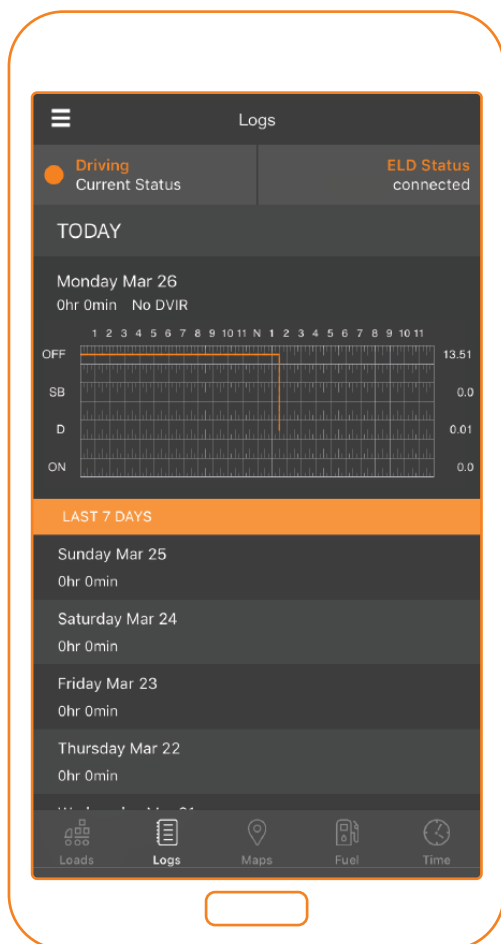 Logs
Driving ELD Status
Current Status connected
TODAY
Monday Mar 26
0hr 0min No DVIR
1 2 3 4 5 6 7 8 9 10 11 N 1 2 3 4 5 6 7 8 9 10 11
OFF 13.51
SB 0.0
D 0.01
ON 0.0
LAST 7 DAYS
Sunday Mar 25
0hr 0min
Saturday Mar 24
0hr 0min
Friday Mar 23
0hr 0min
Thursday Mar 22
0hr 0min
Loads Logs Maps Fuel Time